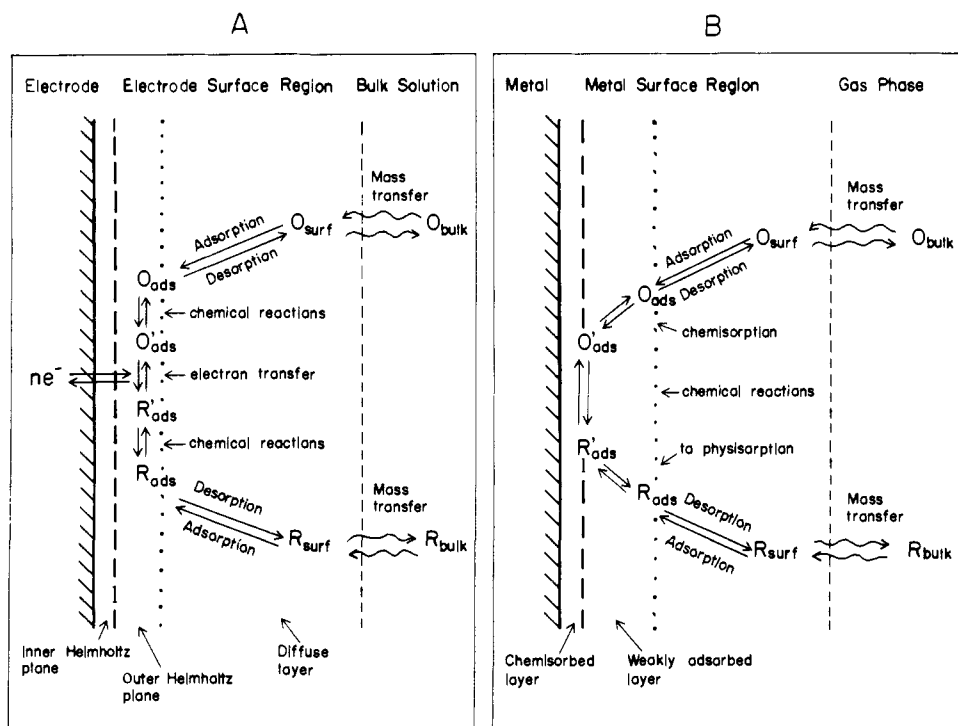 A
Electrode Electrode Surface Region Bulk Solution
Mass
transfer
Adsorption
Desorption
Osurf
Obulk
Oads
chemical reactions
O'ads
ne-
electron transfer
R'ads
chemical reactions
Rads
Desorption
Adsorption
Mass
transfer
Rsurf
Rbulk
Inner Helmholtz
plane
Outer Helmholtz
plane
Diffuse
layer
B
Metal Metal Surface Region Gas Phase
Mass
transfer
Adsorption
Desorption
Osurf
Obulk
Oads
chemisorption
O'ads
chemical reactions
R'ads
to physisorption
Rads
Desorption
Adsorption
Mass
transfer
Rsurf
Rbulk
Chemisorbed
layer
Weakly adsorbed
layer